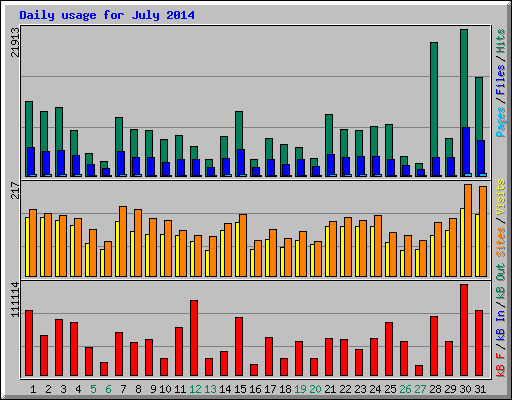 Daily usage for July 2014
21913
Pages / Files / Hits
217
Sites / Visits
111114
kB F / kB In / kB Out
1 2 3 4 5 6 7 8 9 10 11 12 13 14 15 16 17 18 19 20 21 22 23 24 25 26 27 28 29 30 31